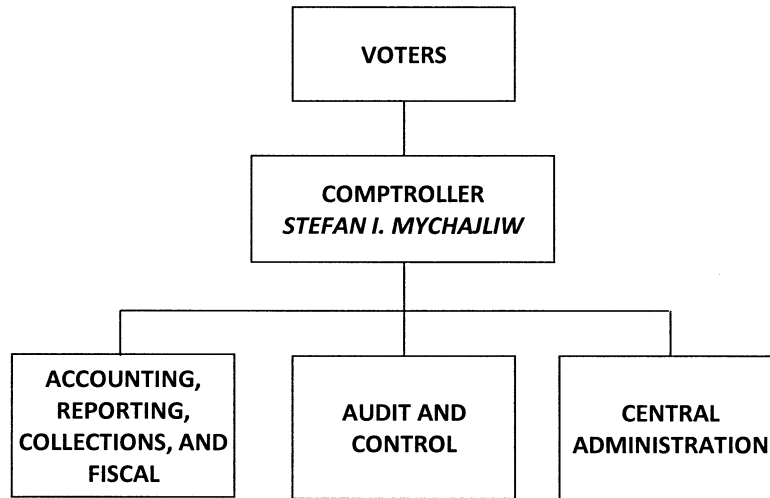 VOTERS
COMPTROLLER
STEFAN I. MYCHAJLIW
ACCOUNTING,
REPORTING,
COLLECTIONS, AND
FISCAL
AUDIT AND
CONTROL
CENTRAL
ADMINISTRATION